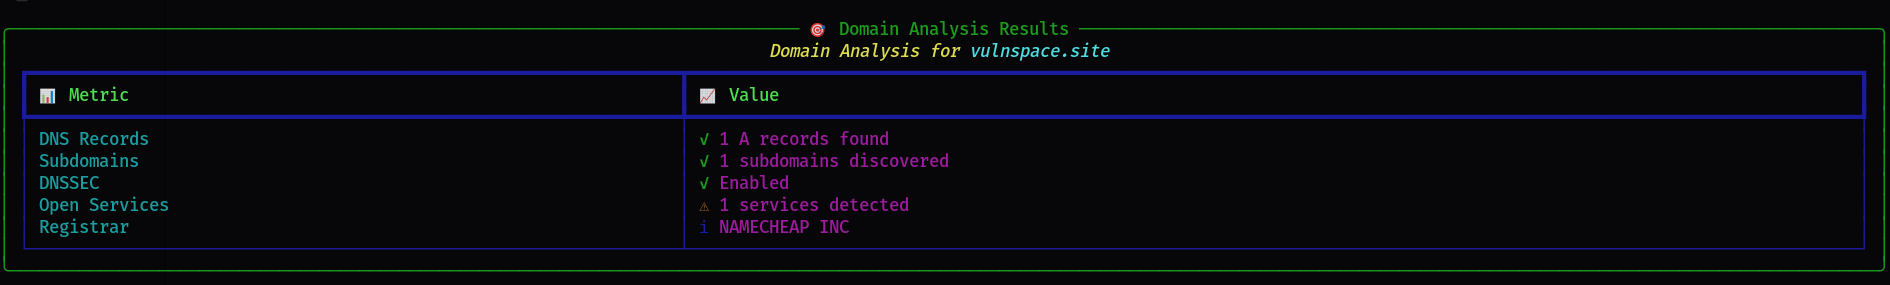 🎯 Domain Analysis Results
Domain Analysis for vulnspace.site
📊 Metric 📈 Value
DNS Records √ 1 A records found
Subdomains √ 1 subdomains discovered
DNSSEC √ Enabled
Open Services ⚠ 1 services detected
Registrar i NAMECHEAP INC